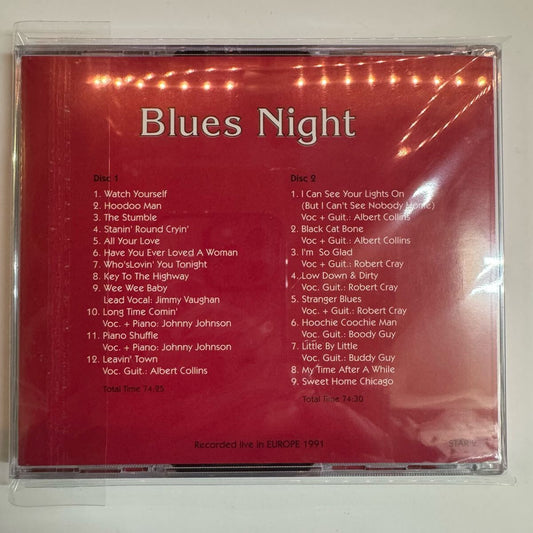 Blues Night
Disc 1
1. Watch Yourself
2. Hoodoo Man
3. The Stumble
4. Stanin' Round Cryin'
5. All Your Love
6. Have You Ever Loved A Woman
7. Who'sLovin' You Tonight
8. Key To The Highway
9. Wee Wee Baby
Lead Vocal: Jimmy Vaughan
10. Long Time Comin'
Voc. + Piano: Johnny Johnson
11. Piano Shuffle
Voc. + Piano: Johnny Johnson
12. Leavin' Town
Voc. Guit.: Albert Collins
Total Time 74:25
Disc 2
1. I Can See Your Lights On
(But I Can't See Nobody Home)
Voc + Guit.: Albert Collins
2. Black Cat Bone
Voc + Guit.: Albert Collins
3. I'm So Glad
Voc + Guit.: Robert Cray
4. Low Down & Dirty
Voc. Guit.: Robert Cray
5. Stranger Blues
Voc. + Guit.: Robert Cray
6. Hoochie Coochie Man
Voc. Guit.: Boody Guy
7. Little By Little
Voc. Guit.: Buddy Guy
8. My Time After A While
9. Sweet Home Chicago
Total Time 74:30
Recorded live in EUROPE 1991
STAR